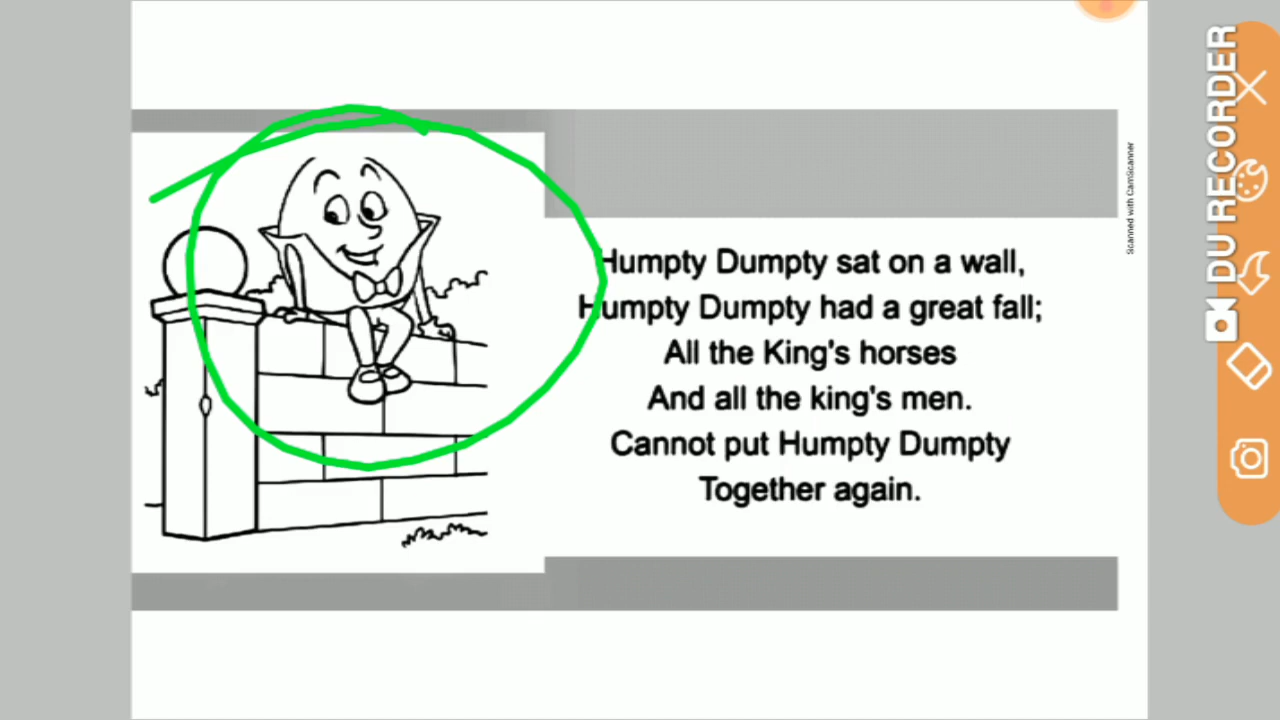 Humpty Dumpty sat on a wall,
Humpty Dumpty had a great fall;
All the King's horses
And all the king's men.
Cannot put Humpty Dumpty
Together again.
Scanned with CamScanner
DU RECORDER